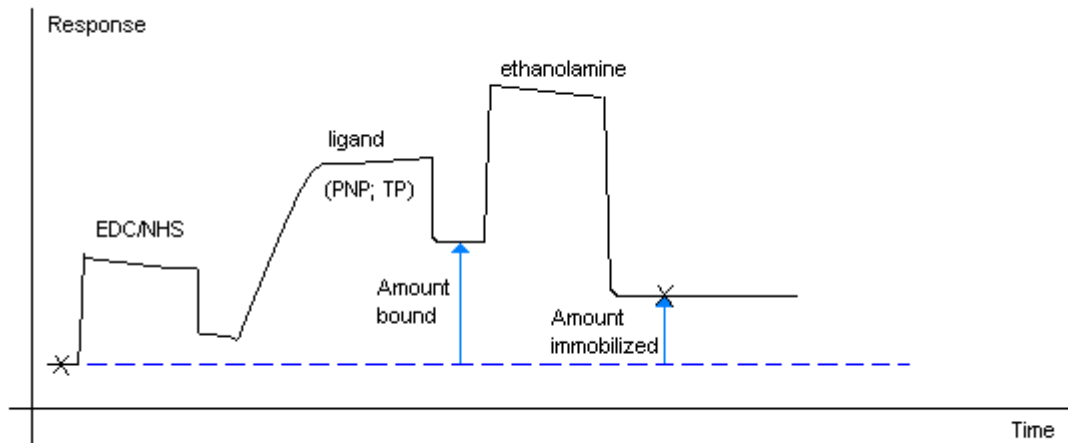 Response
ethanolamine
ligand
(PNP; TP)
EDC/NHS
Amount
bound
Amount
immobilized
Time